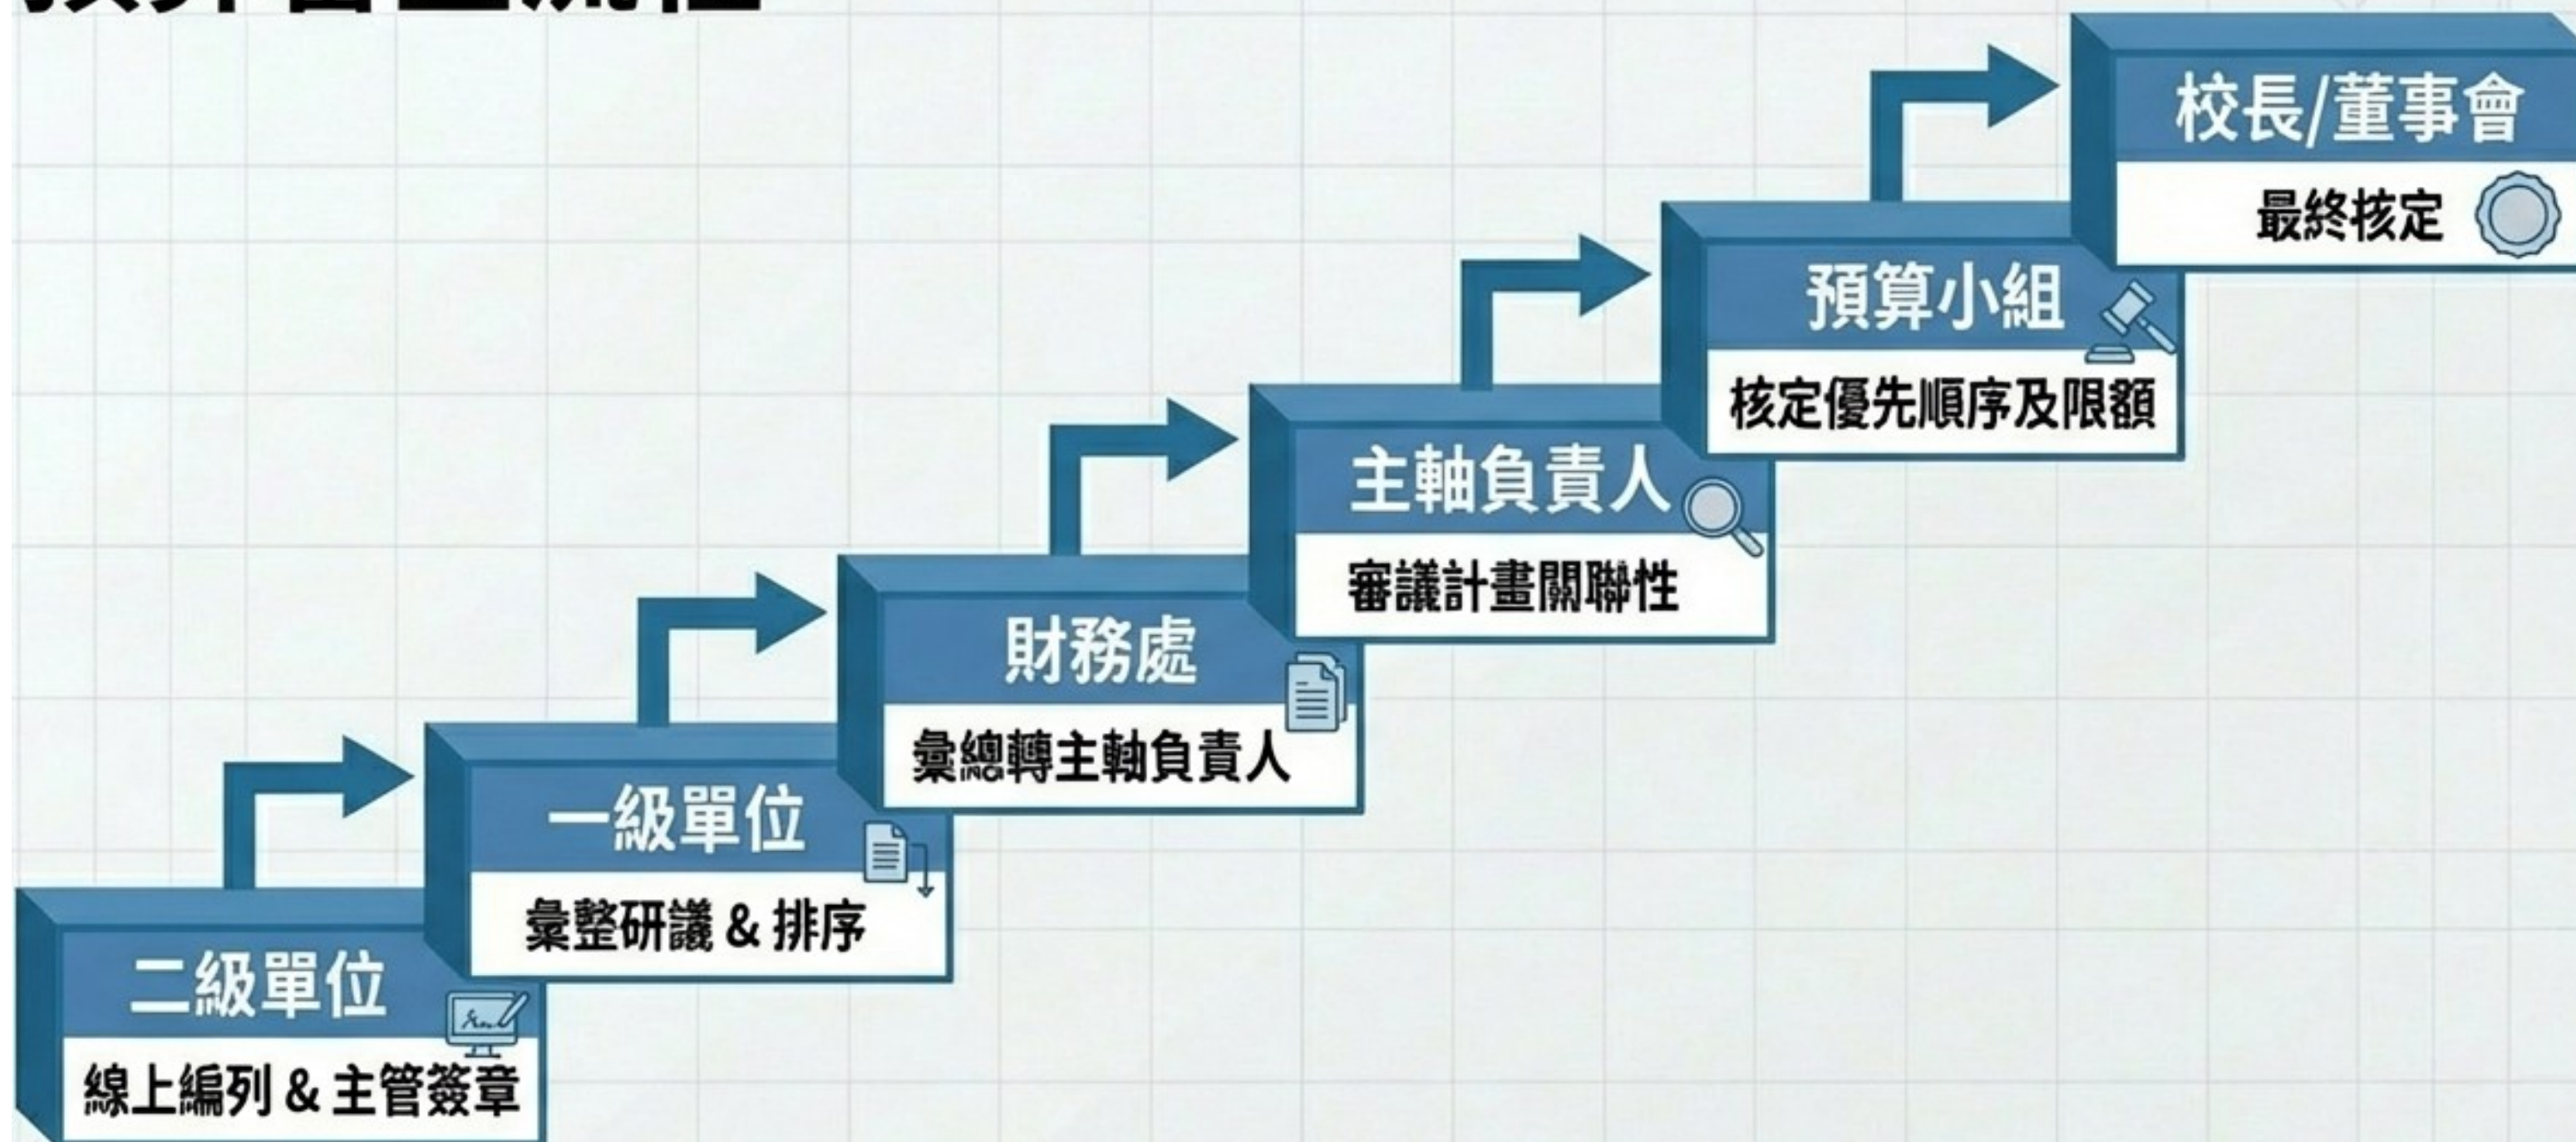 二級單位
線上編列 & 主管簽章
一級單位
彙整研議 & 排序
財務處
彙總轉主軸負責人
主軸負責人
審議計畫關聯性
預算小組
核定優先順序及限額
校長/董事會
最終核定